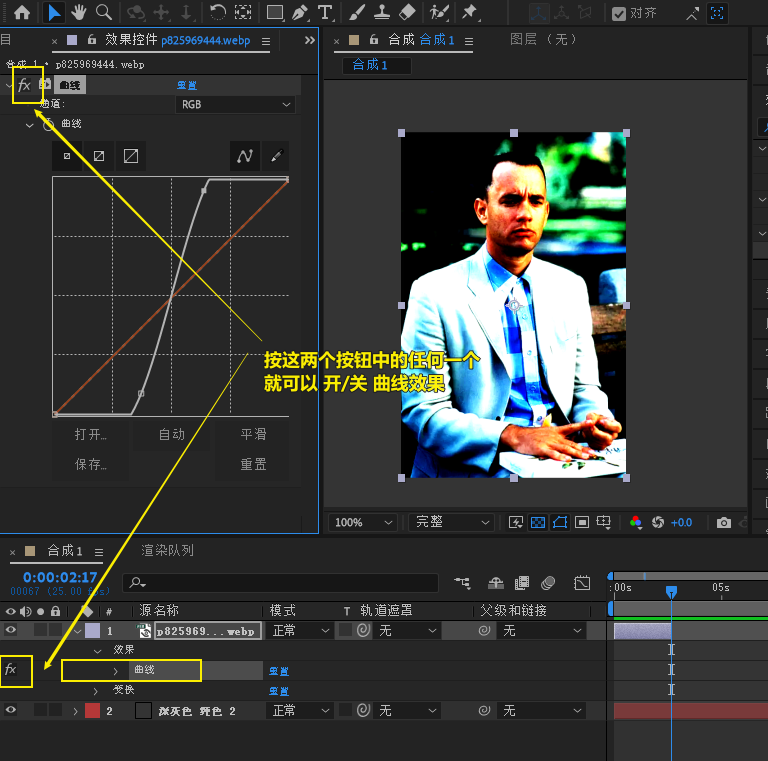 对齐
目
效果控件 p825969444.webp
合成 合成1
图层（无）
合成 1 • p825969444.webp
合成1
fx 曲线 重置
通道: RGB
曲线
按这两个按钮中的任何一个
就可以 开/关 曲线效果
打开... 自动 平滑
保存... 重置
100% 完整 +0.0
合成1 渲染队列
0:00:02:17
00067 (25.00 fps)
:00s 05s
# 源名称 模式 T 轨道遮罩 父级和链接
1 p825969...webp 正常 无 无
效果
fx 曲线 重置
变换 重置
2 深灰色 纯色 2 正常 无 无